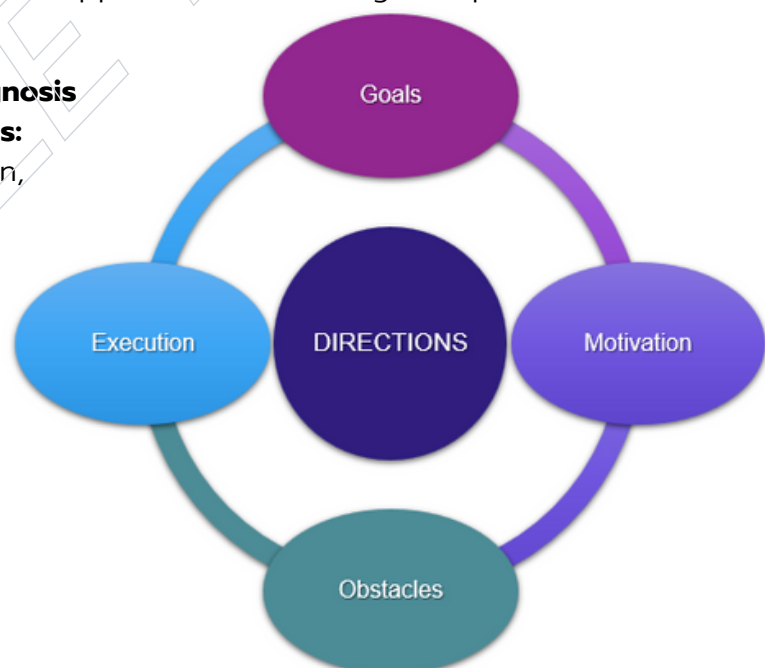 Goals
Execution
DIRECTIONS
Motivation
Obstacles